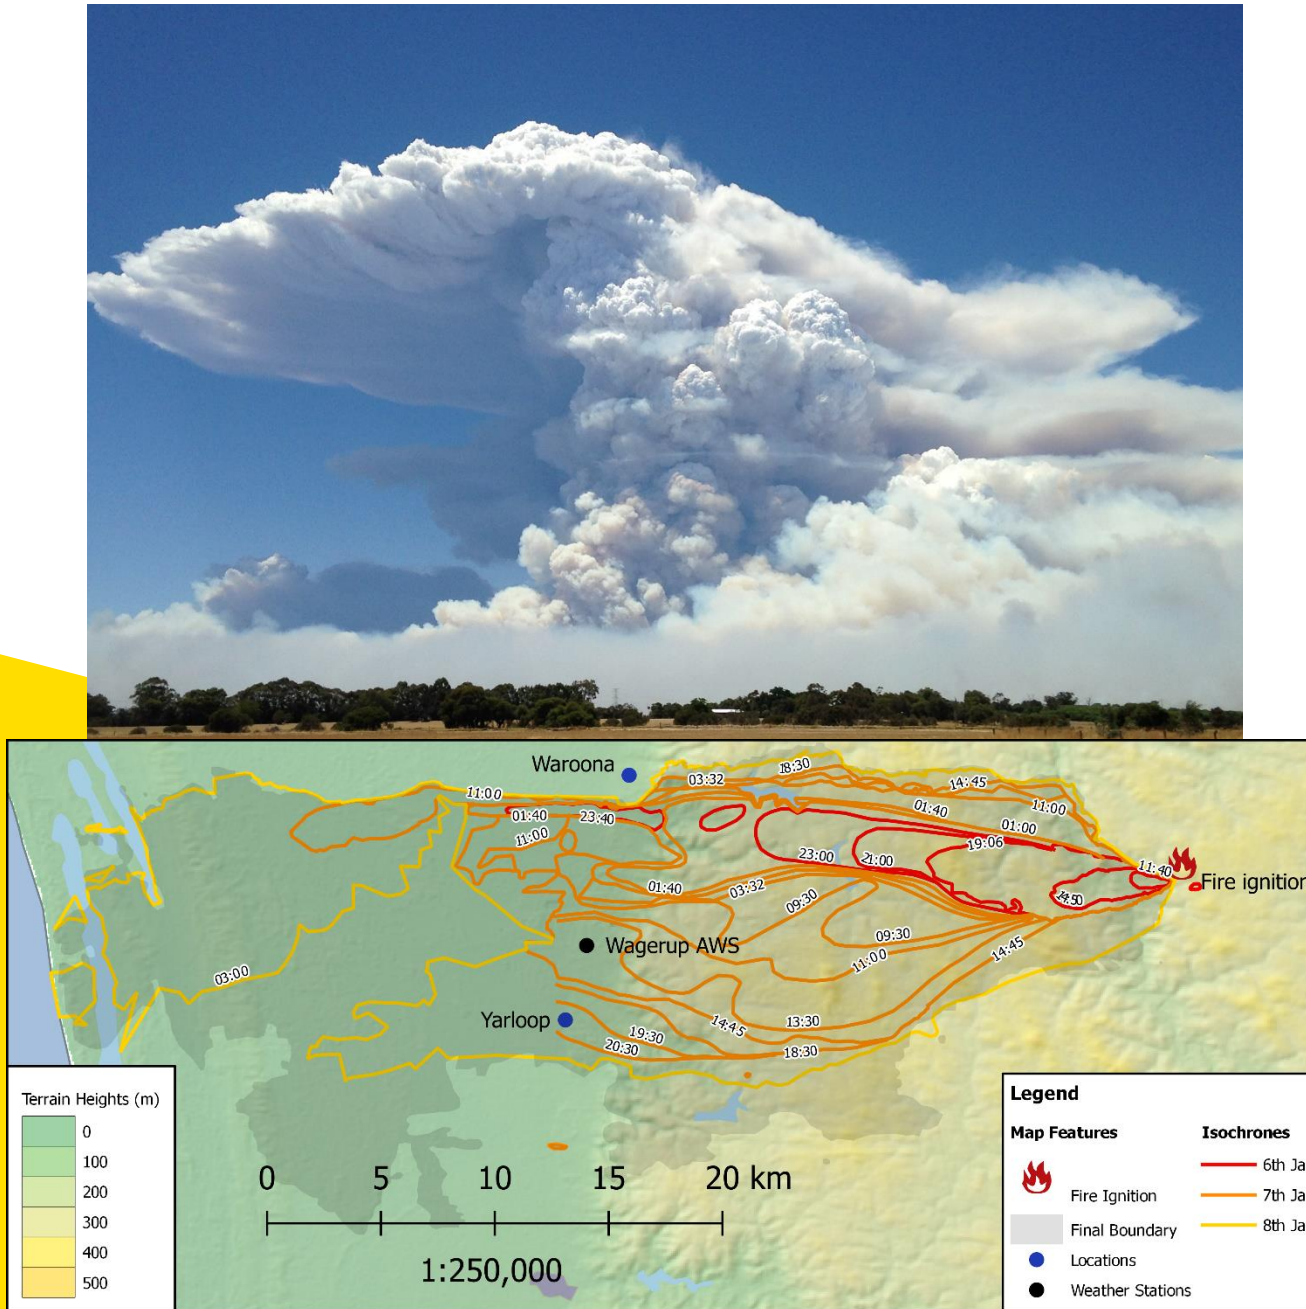 Waroona
03:32
18:30
14:45
11:00
11:00
01:40
23:40
11:00
01:40
01:00
19:06
23:00
21:00
11:40
Fire ignition
01:40
03:32
09:30
09:30
11:00
14:45
Wagerup AWS
03:00
Yarloop
19:30
20:30
14:45
13:30
18:30
Terrain Heights (m)
0
100
200
300
400
500
0 5 10 15 20 km
1:250,000
Legend
Map Features
Fire Ignition
Final Boundary
Locations
Weather Stations
Isochrones
6th Ja
7th Ja
8th Ja